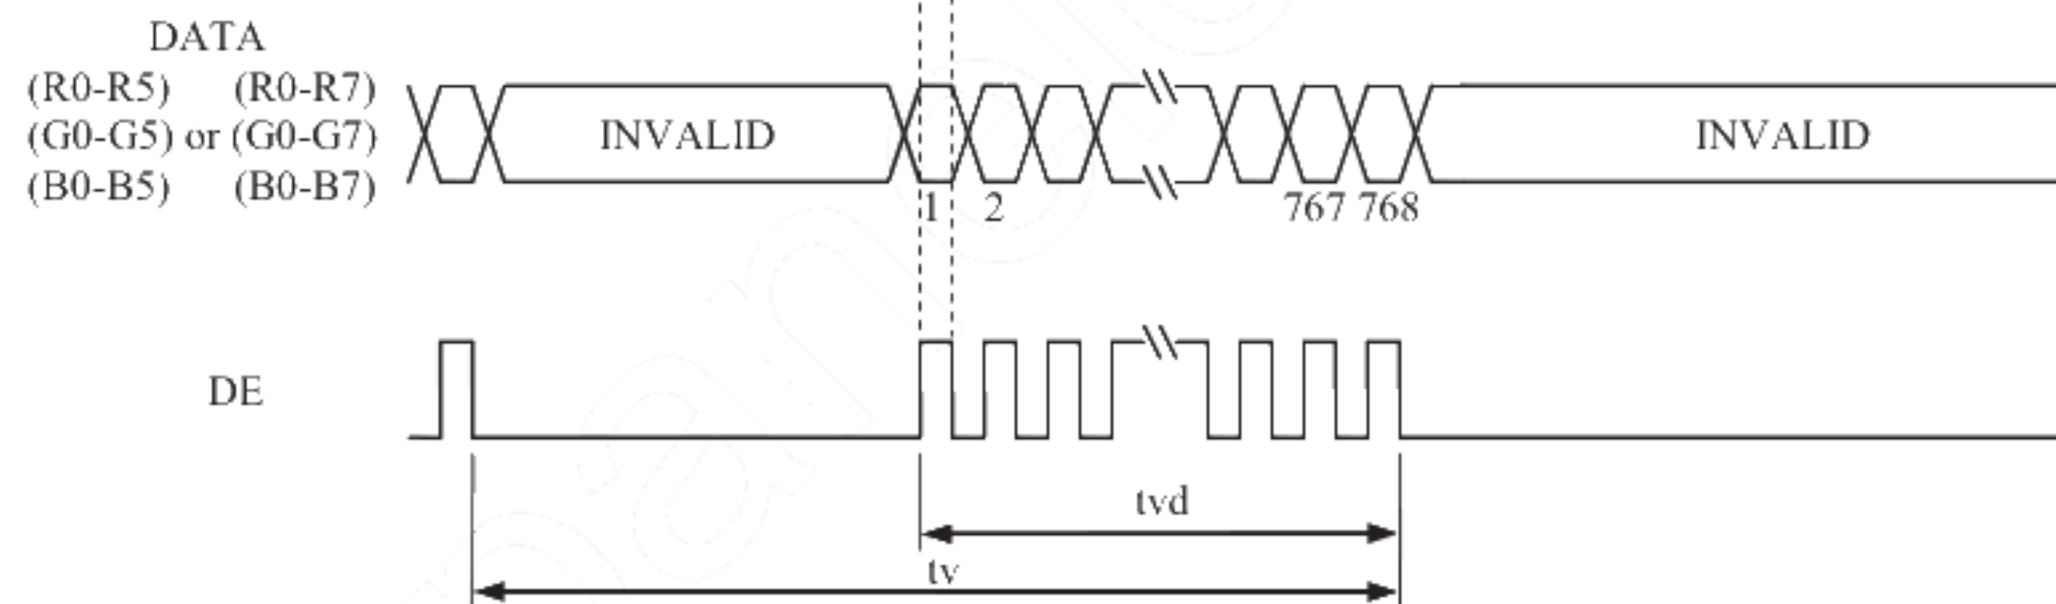 DATA
(R0-R5) (R0-R7)
(G0-G5) or (G0-G7)
(B0-B5) (B0-B7)
INVALID
INVALID
1 2 767 768
DE
tvd
tv